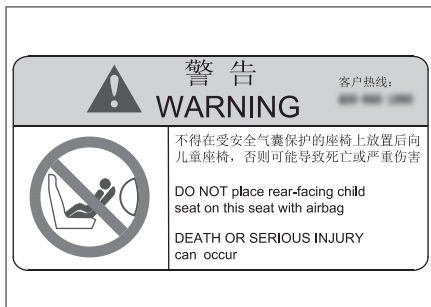 警告
WARNING
客户热线：
不得在受安全气囊保护的座椅上放置后向
儿童座椅，否则可能导致死亡或严重伤害
DO NOT place rear-facing child
seat on this seat with airbag
DEATH OR SERIOUS INJURY
can occur